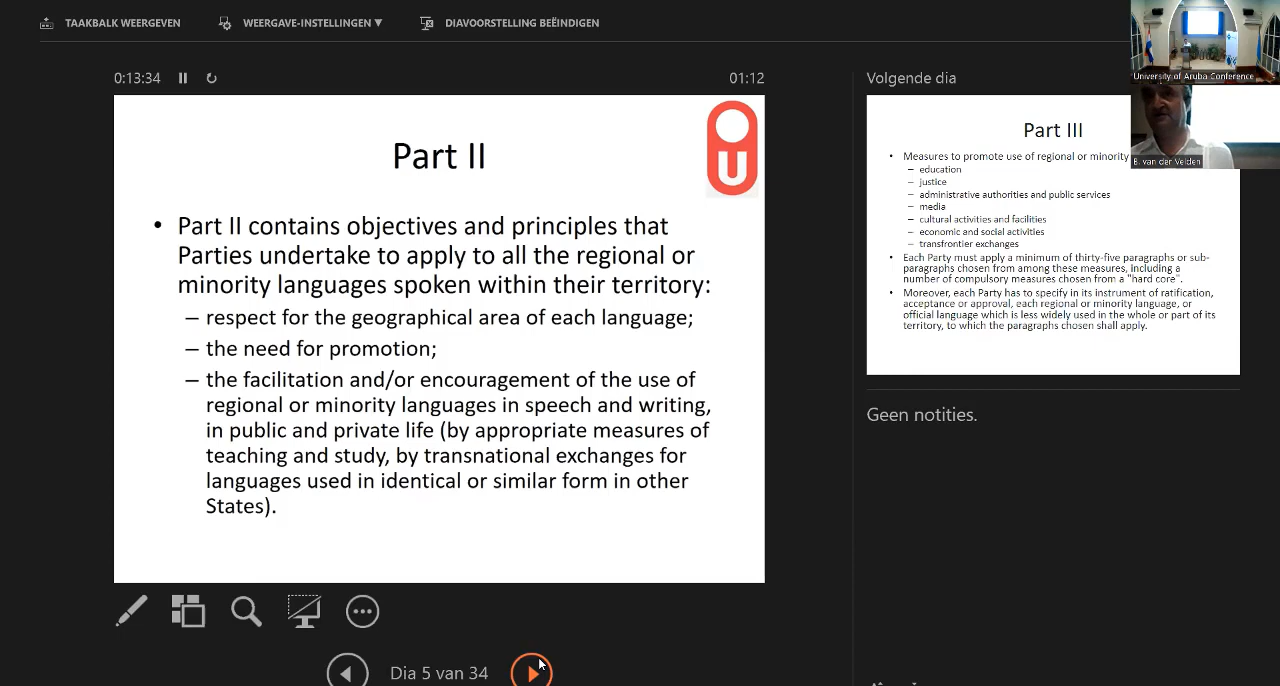 TAAKBALK WEERGEVEN
WEERGAVE-INSTELLINGEN ▼
DIAVOORSTELLING BEËINDIGEN
0:13:34
01:12
Part II
• Part II contains objectives and principles that
Parties undertake to apply to all the regional or
minority languages spoken within their territory:
– respect for the geographical area of each language;
– the need for promotion;
– the facilitation and/or encouragement of the use of
regional or minority languages in speech and writing,
in public and private life (by appropriate measures of
teaching and study, by transnational exchanges for
languages used in identical or similar form in other
States).
Dia 5 van 34
Volgende dia
University of Aruba Conference
B. van der Velden
Part III
• Measures to promote use of regional or minority
– education
– justice
– administrative authorities and public services
– media
– cultural activities and facilities
– economic and social activities
– transfrontier exchanges
• Each Party must apply a minimum of thirty-five paragraphs or sub-
paragraphs chosen from among these measures, including a
number of compulsory measures chosen from a "hard core".
• Moreover, each Party has to specify in its instrument of ratification,
acceptance or approval, each regional or minority language, or
official language which is less widely used in the whole or part of its
territory, to which the paragraphs chosen shall apply.
Geen notities.